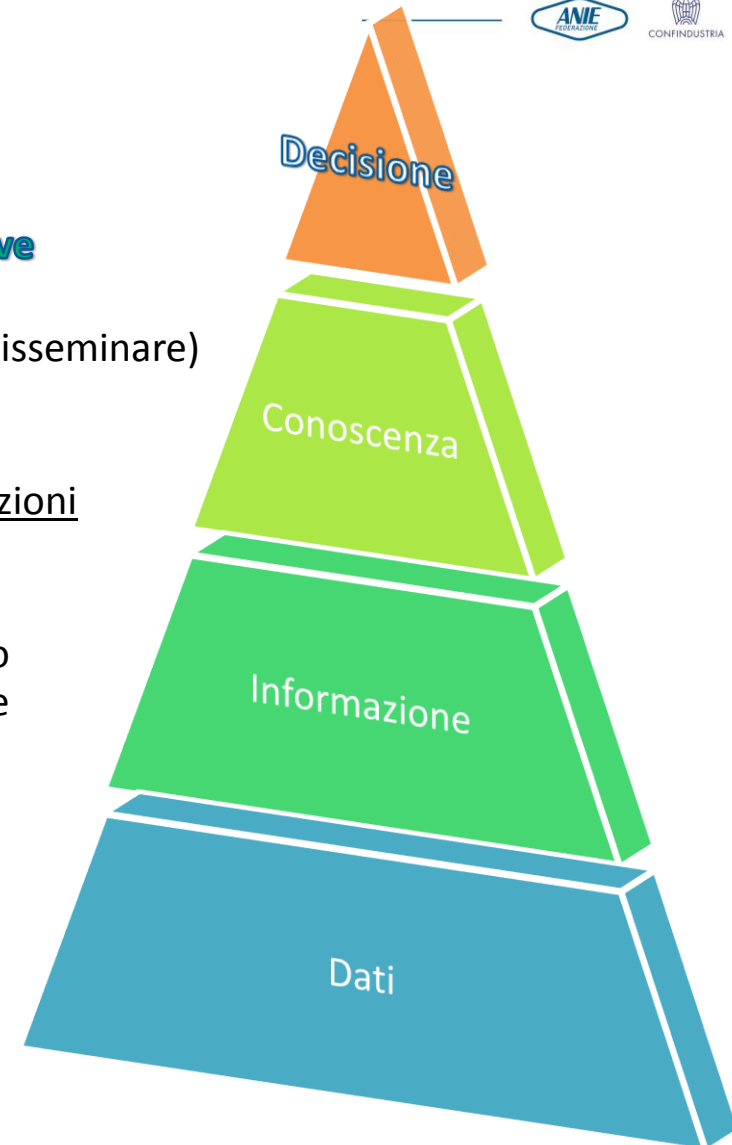 ANIE
FEDERAZIONE
CONFINDUSTRIA
Decisione
ve
isseminare)
Conoscenza
zioni
o
e
Informazione
Dati